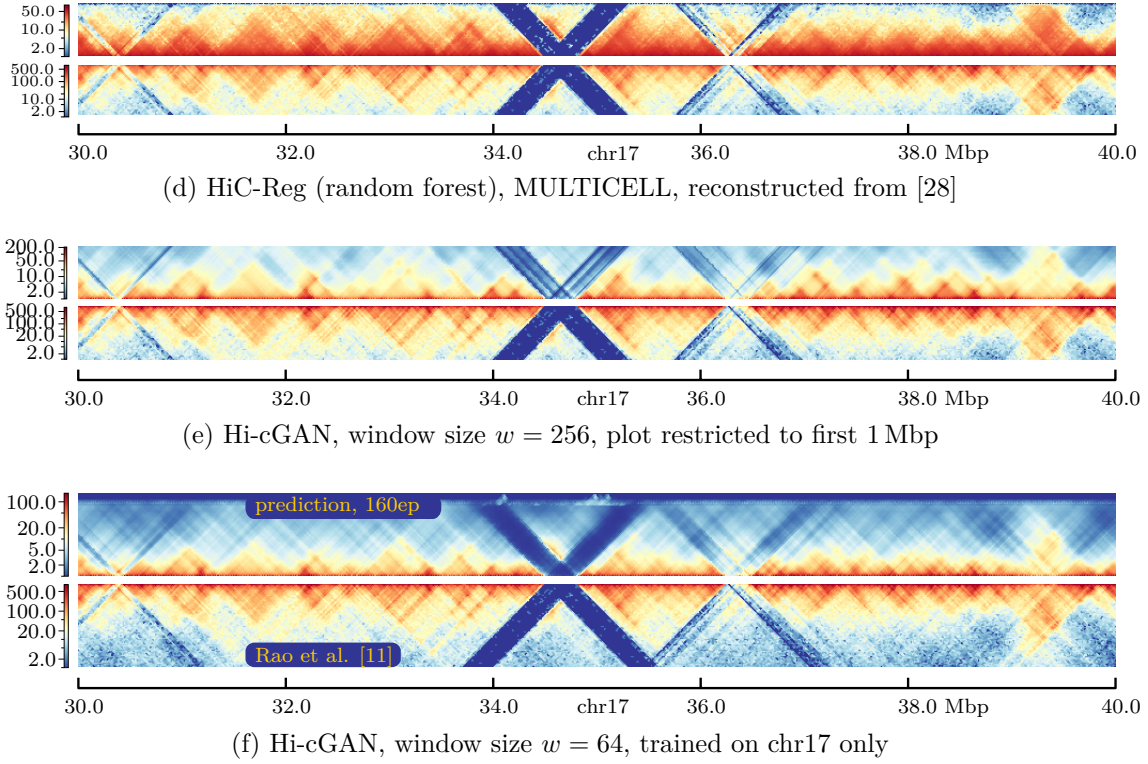 50.0
10.0
2.0
500.0
100.0
19.0
2.0
30.0 32.0 34.0 chr17 36.0 38.0 Mbp 40.0
(d) HiC-Reg (random forest), MULTICELL, reconstructed from [28]
200.0
50.0
10.0
2.0
500.0
100.0
20.0
2.0
30.0 32.0 34.0 chr17 36.0 38.0 Mbp 40.0
(e) Hi-cGAN, window size w = 256, plot restricted to first 1 Mbp
100.0
prediction, 160ep
20.0
5.0
2.0
500.0
100.0
20.0
2.0
Rao et al. [11]
30.0 32.0 34.0 chr17 36.0 38.0 Mbp 40.0
(f) Hi-cGAN, window size w = 64, trained on chr17 only